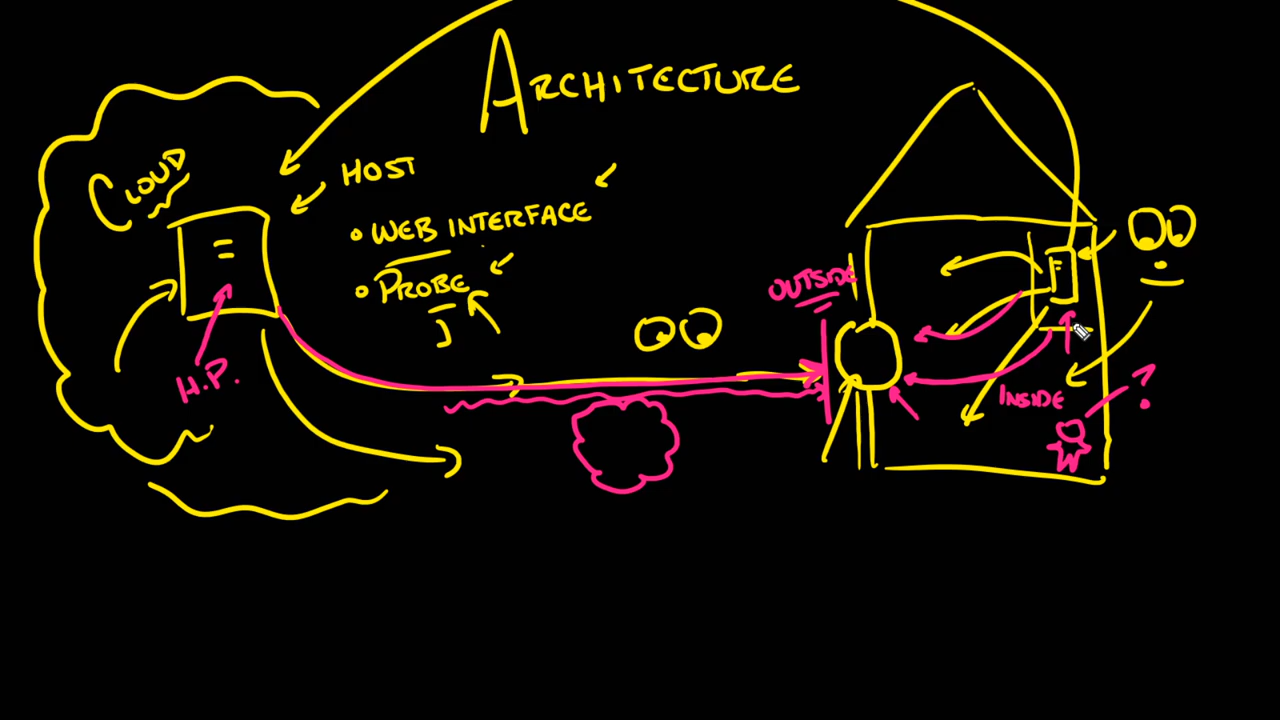 ARCHITECTURE
CLOUD
HOST
• WEB INTERFACE
• PROBE
OUTSIDE
H.P.
INSIDE
?